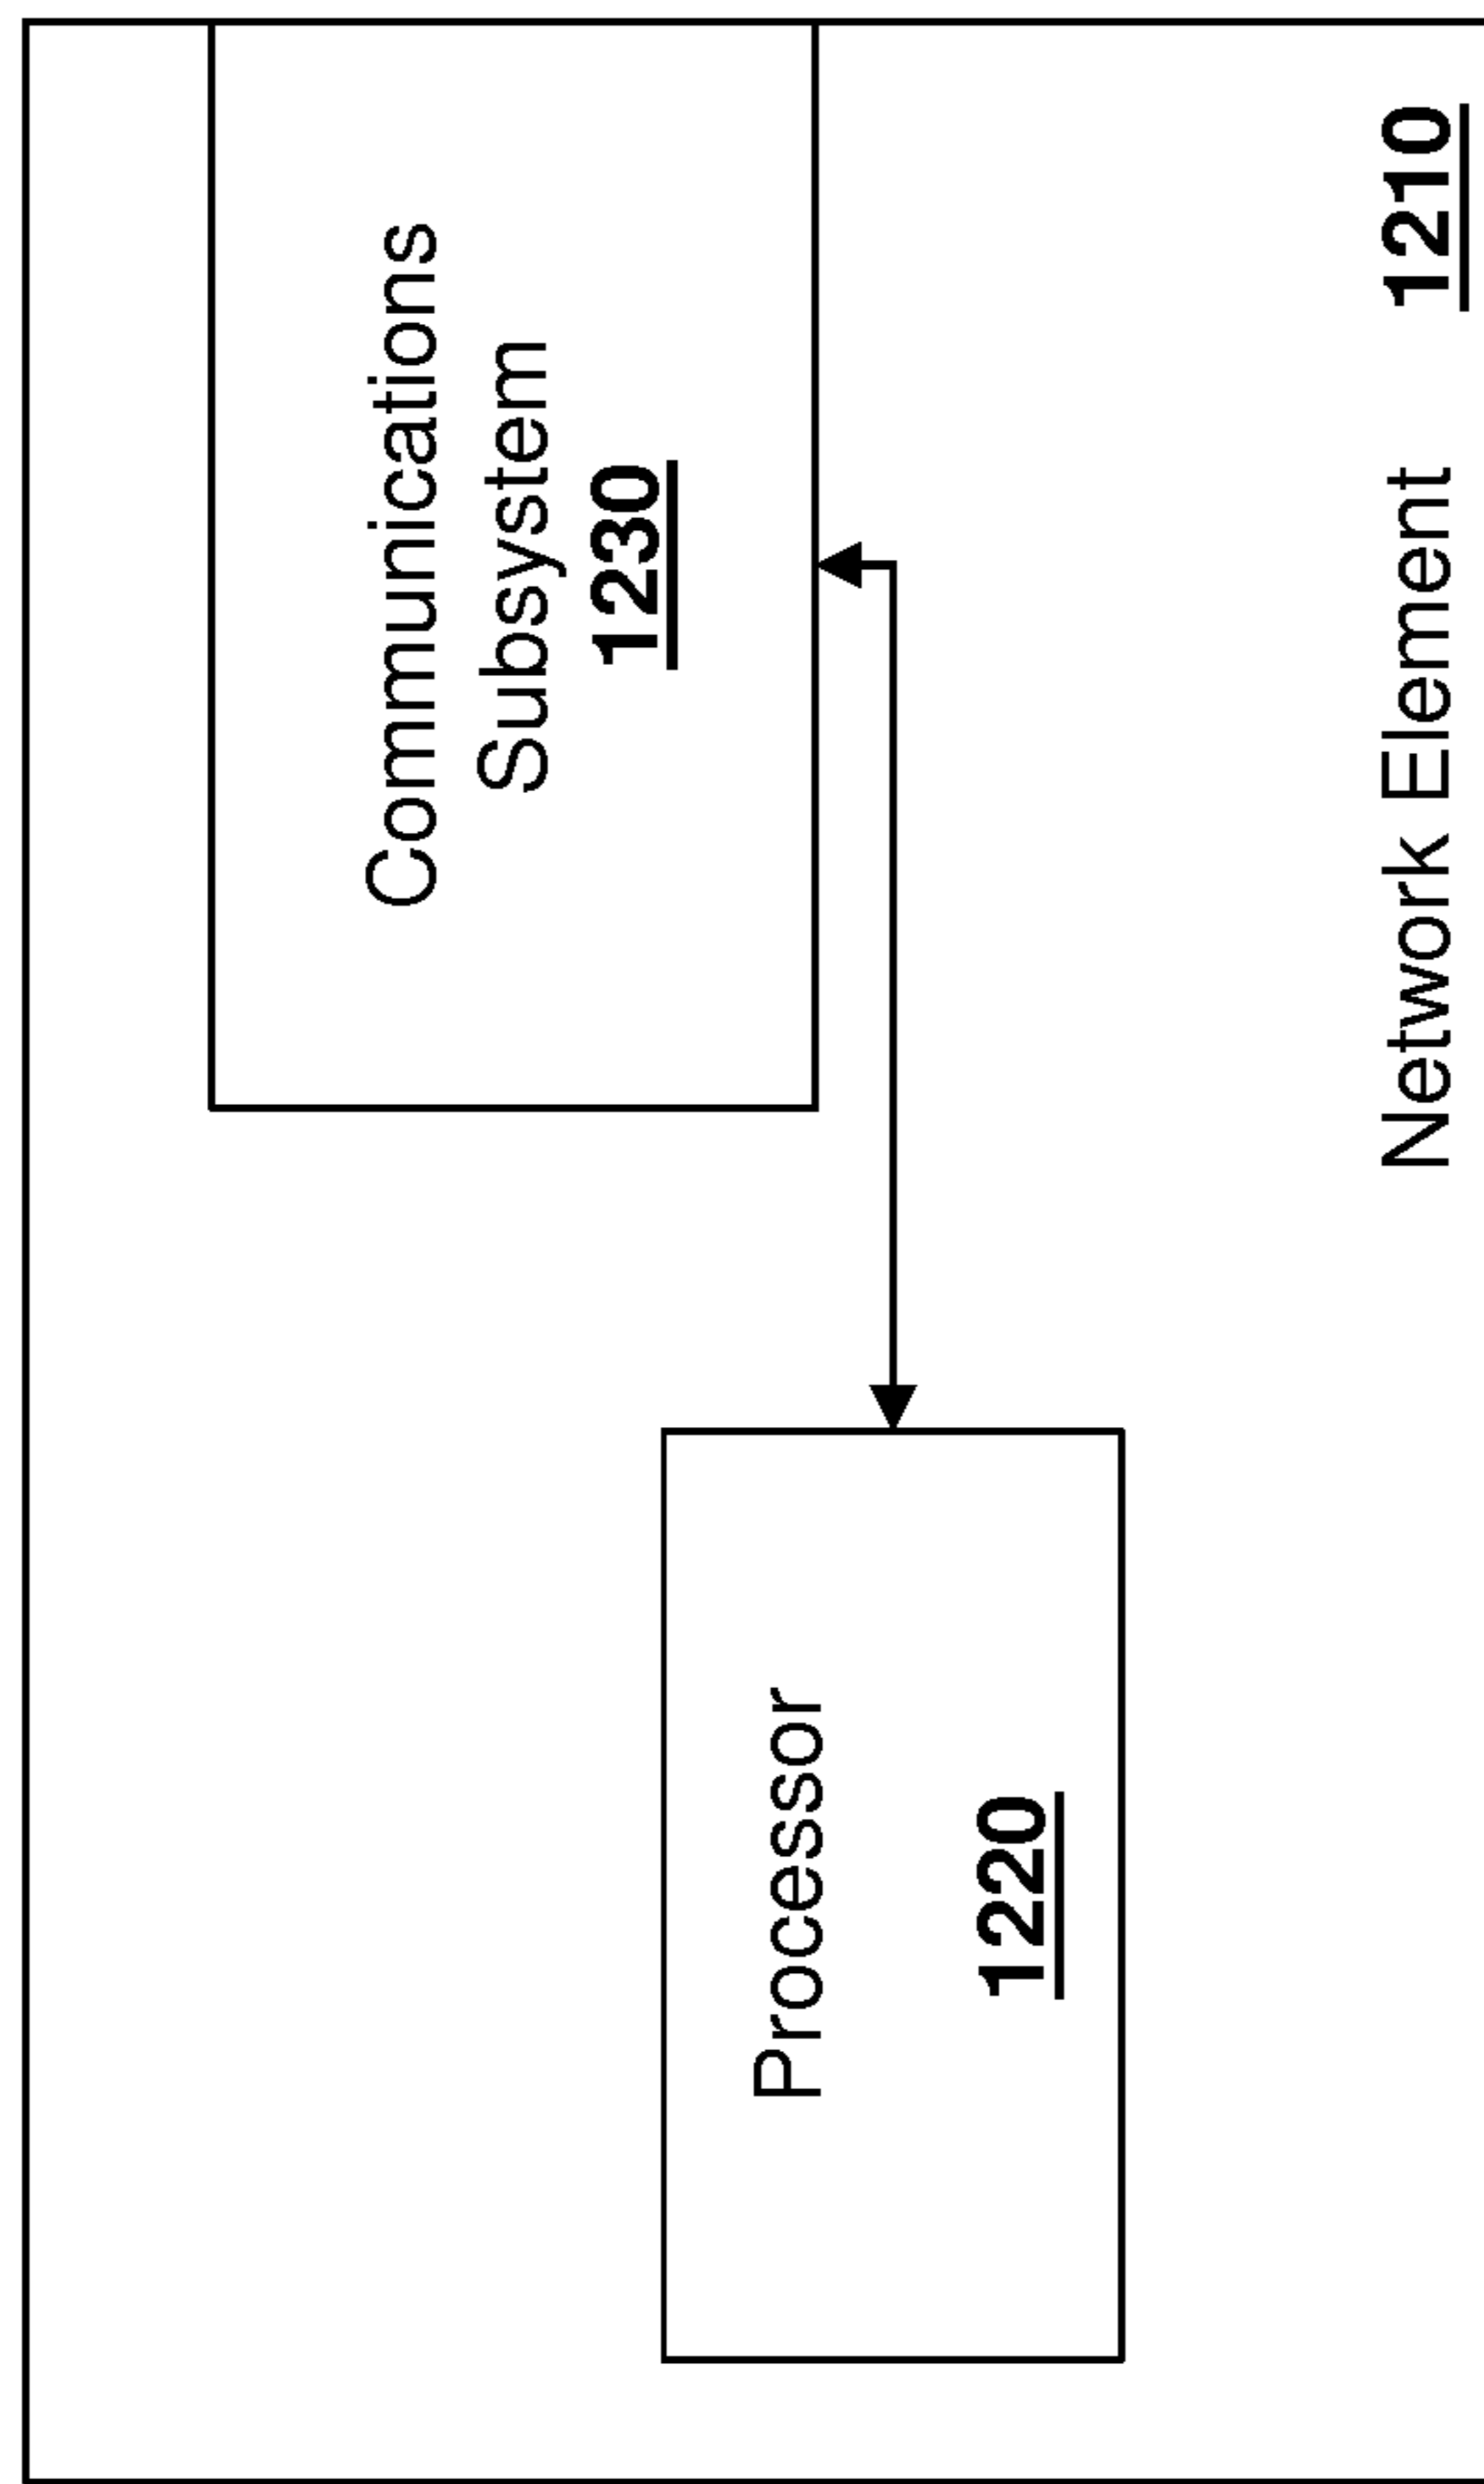 Communications
Subsystem
1230
Processor
1220
Network Element 1210